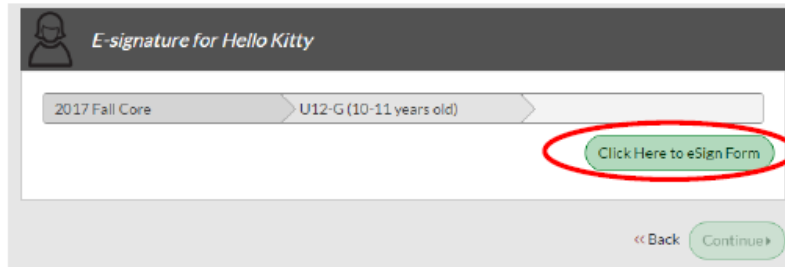 E-signature for Hello Kitty
2017 Fall Core U12-G (10-11 years old)
Click Here to eSign Form
« Back Continue